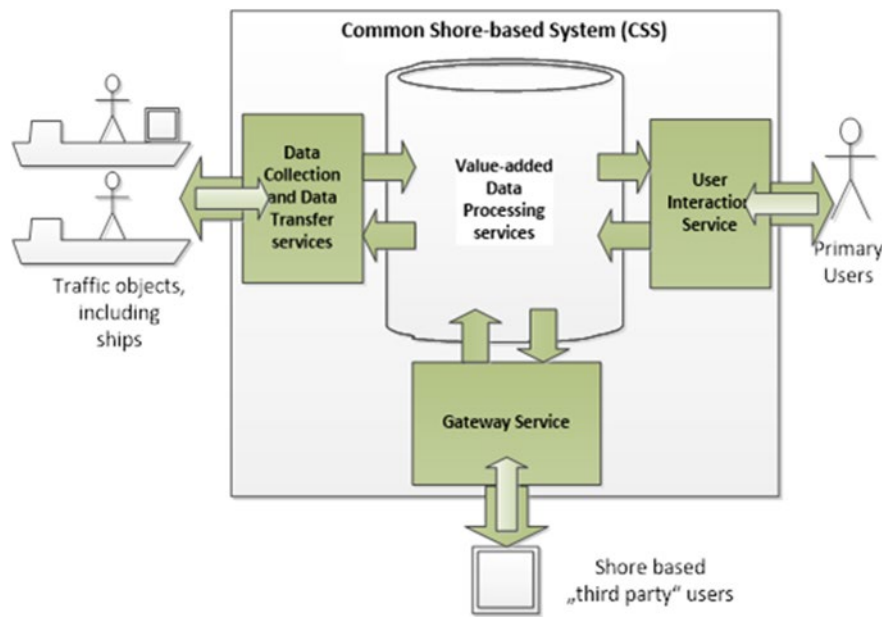 Common Shore-based System (CSS)
Data
Collection
and Data
Transfer
services
Value-added
Data
Processing
services
User
Interaction
Service
Primary
Users
Traffic objects,
including
ships
Gateway Service
Shore based
„third party“ users